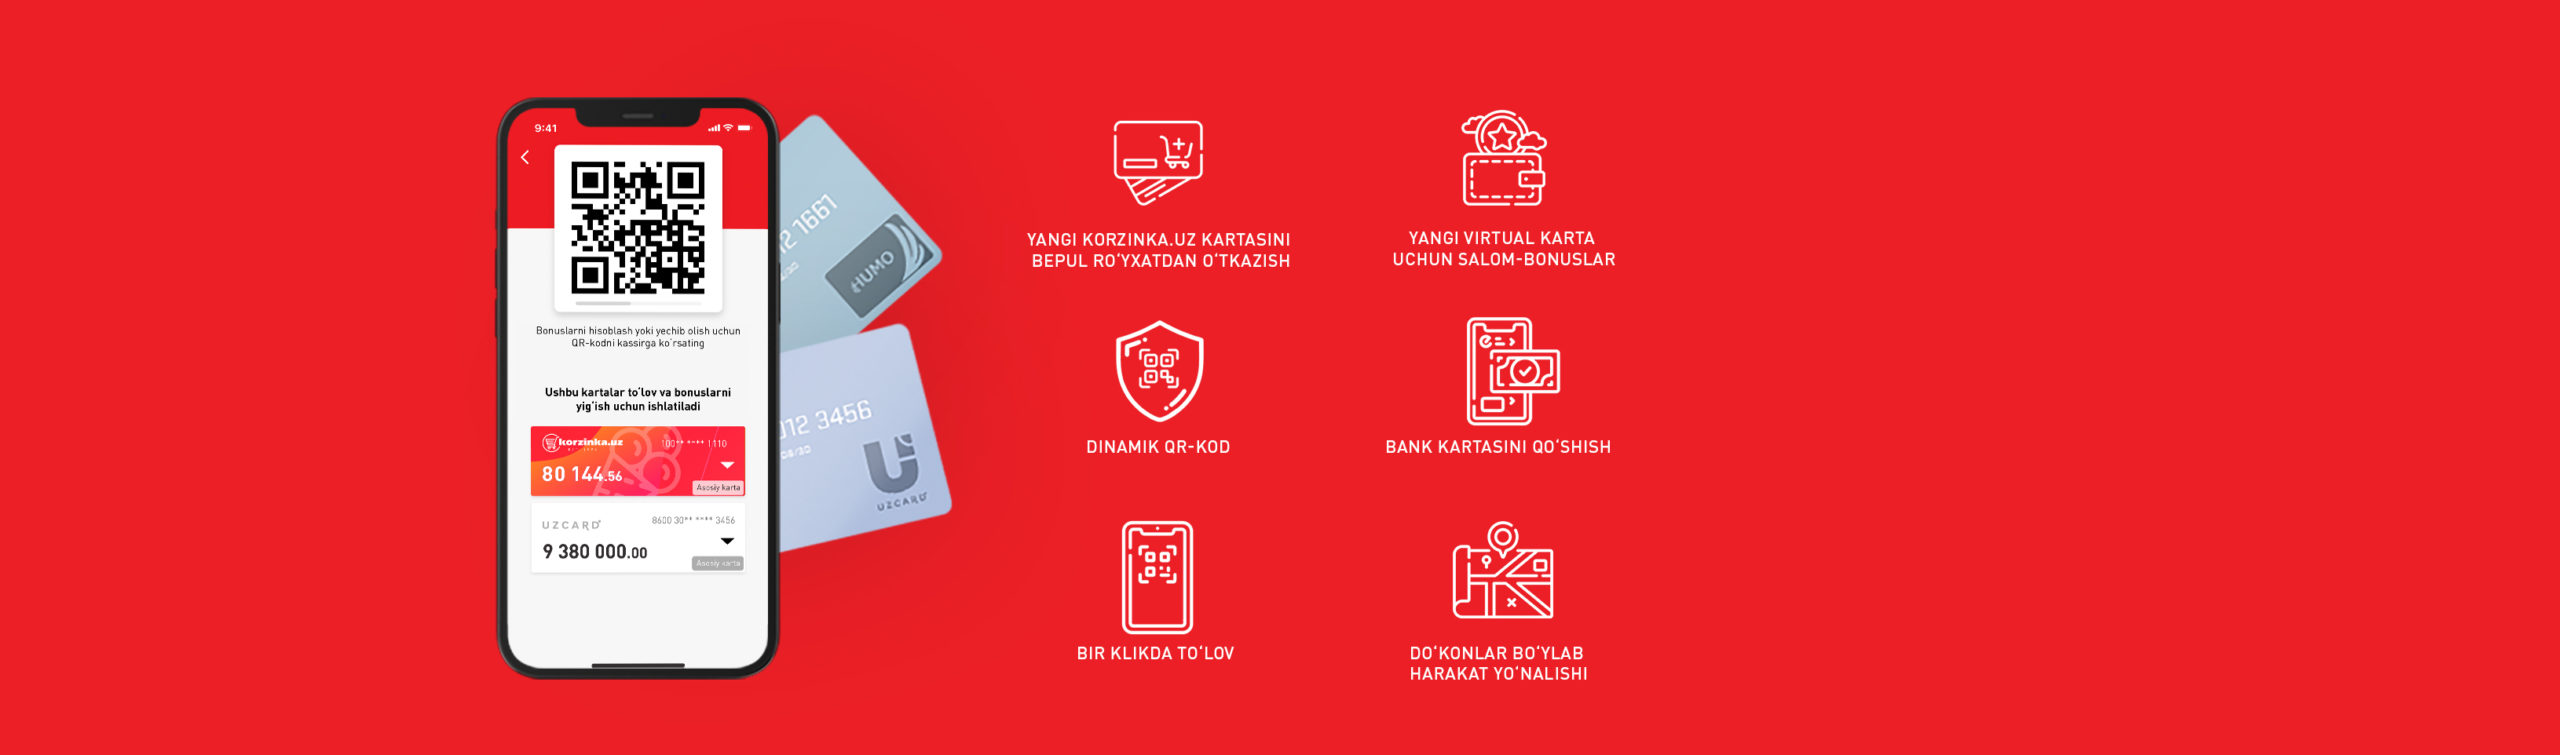 9:41
Bonuslarni hisoblash yoki yechib olish uchun
QR-kodni kassirga ko‘rsating
Ushbu kartalar to‘lov va bonuslarni
yig‘ish uchun ishlatiladi
korzinka.uz
100** **** 1110
80 144.56
Asosiy karta
UZCARD
8600 30** **** 3456
9 380 000.00
Asosiy karta
12 1661
HUMO
012 3456
08/30
UZCARD
YANGI KORZINKA.UZ KARTASINI
BEPUL RO‘YXATDAN O‘TKAZISH
YANGI VIRTUAL KARTA
UCHUN SALOM-BONUSLAR
DINAMIK QR-KOD
BANK KARTASINI QO‘SHISH
BIR KLIKDA TO‘LOV
DO‘KONLAR BO‘YLAB
HARAKAT YO‘NALISHI